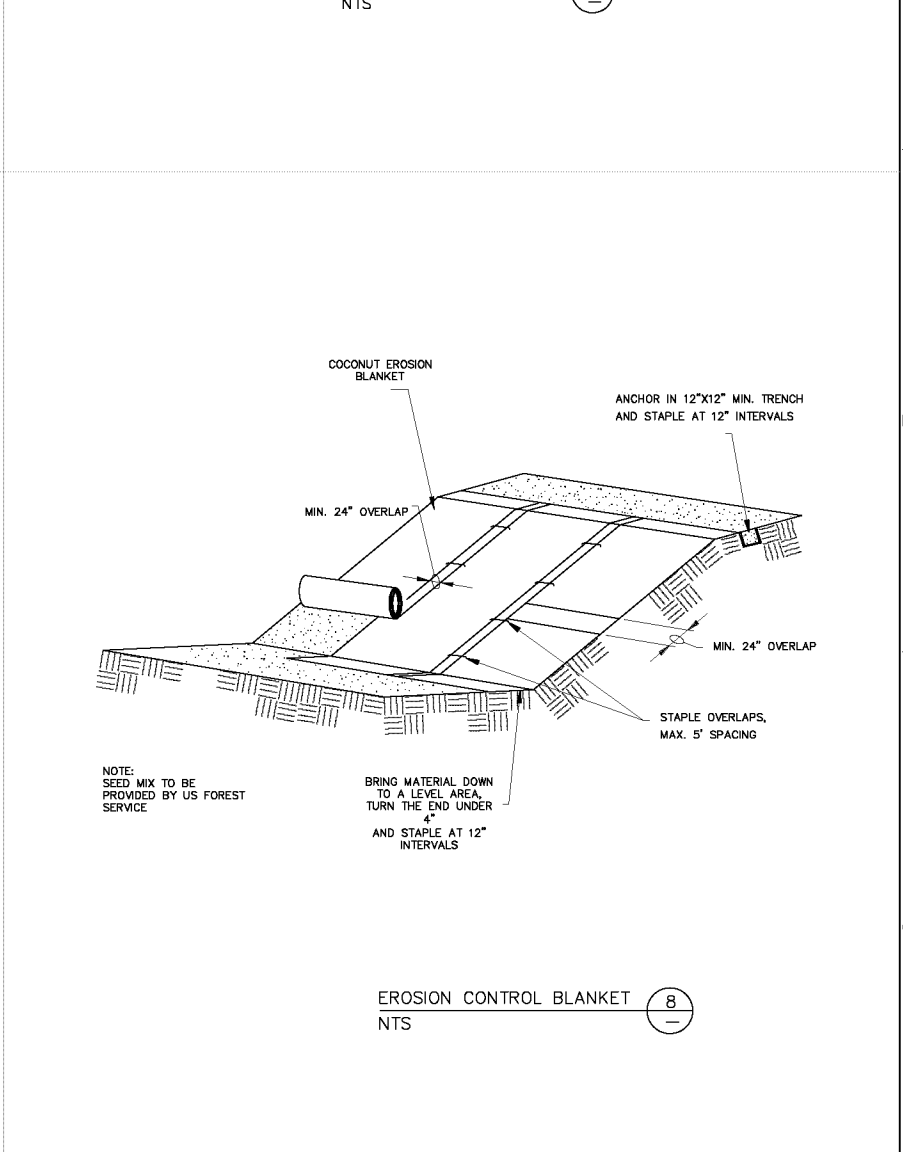 NTS
COCONUT EROSION
BLANKET
ANCHOR IN 12"X12" MIN. TRENCH
AND STAPLE AT 12" INTERVALS
MIN. 24" OVERLAP
MIN. 24" OVERLAP
STAPLE OVERLAPS,
MAX. 5' SPACING
NOTE:
SEED MIX TO BE
PROVIDED BY US FOREST
SERVICE
BRING MATERIAL DOWN
TO A LEVEL AREA,
TURN THE END UNDER
4"
AND STAPLE AT 12"
INTERVALS
EROSION CONTROL BLANKET
8
—
NTS